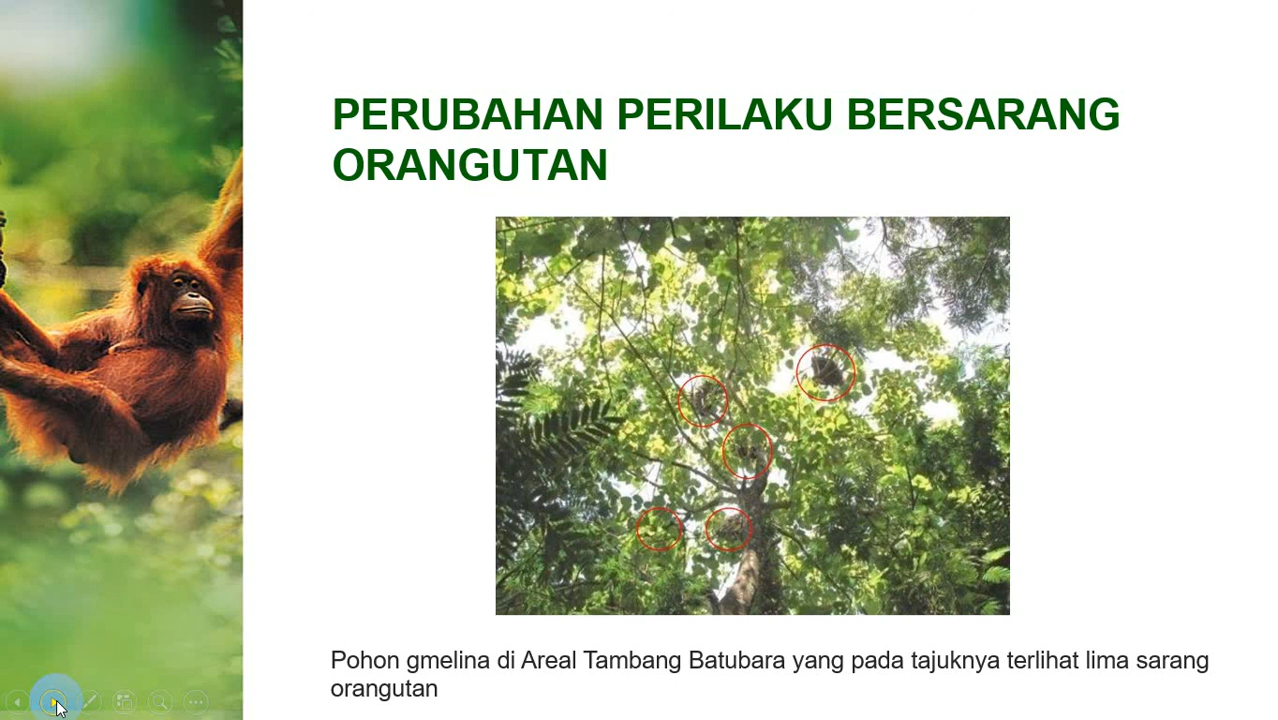 PERUBAHAN PERILAKU BERSARANG
ORANGUTAN
Pohon gmelina di Areal Tambang Batubara yang pada tajuknya terlihat lima sarang
orangutan